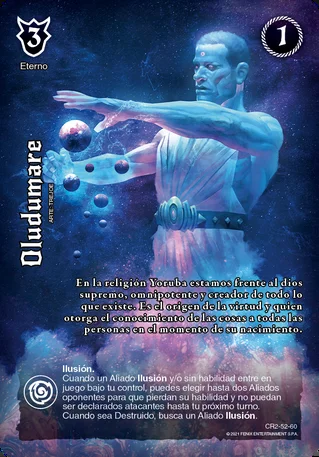 3
1
Eterno
Oludumare
ARTE: TREJOE
En la religión Yoruba estamos frente al dios
supremo, omnipotente y creador de todo lo
que existe. Es el origen de la virtud y quien
otorga el conocimiento de las cosas a todas las
personas en el momento de su nacimiento.
Ilusión.
Cuando un Aliado Ilusión y/o sin habilidad entre en
juego bajo tu control, puedes elegir hasta dos Aliados
oponentes para que pierdan su habilidad y no puedan
ser declarados atacantes hasta tu próximo turno.
Cuando sea Destruido, busca un Aliado Ilusión.
CR2-52-60
© 2021 FENIX ENTERTAINMENT S.P.A.